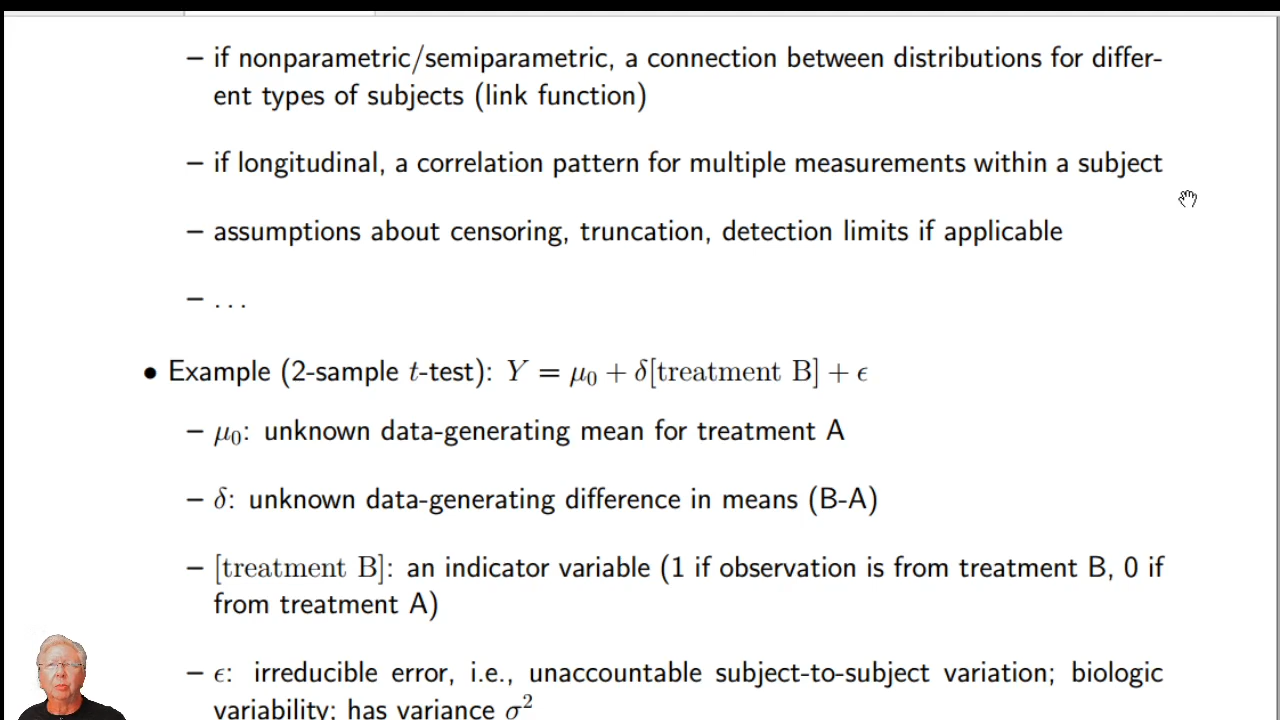 – if nonparametric/semiparametric, a connection between distributions for differ-
ent types of subjects (link function)
– if longitudinal, a correlation pattern for multiple measurements within a subject
– assumptions about censoring, truncation, detection limits if applicable
– . . .
• Example (2-sample t-test): Y = μ₀ + δ[treatment B] + ϵ
– μ₀: unknown data-generating mean for treatment A
– δ: unknown data-generating difference in means (B-A)
– [treatment B]: an indicator variable (1 if observation is from treatment B, 0 if
from treatment A)
– ϵ: irreducible error, i.e., unaccountable subject-to-subject variation; biologic
variability; has variance σ²